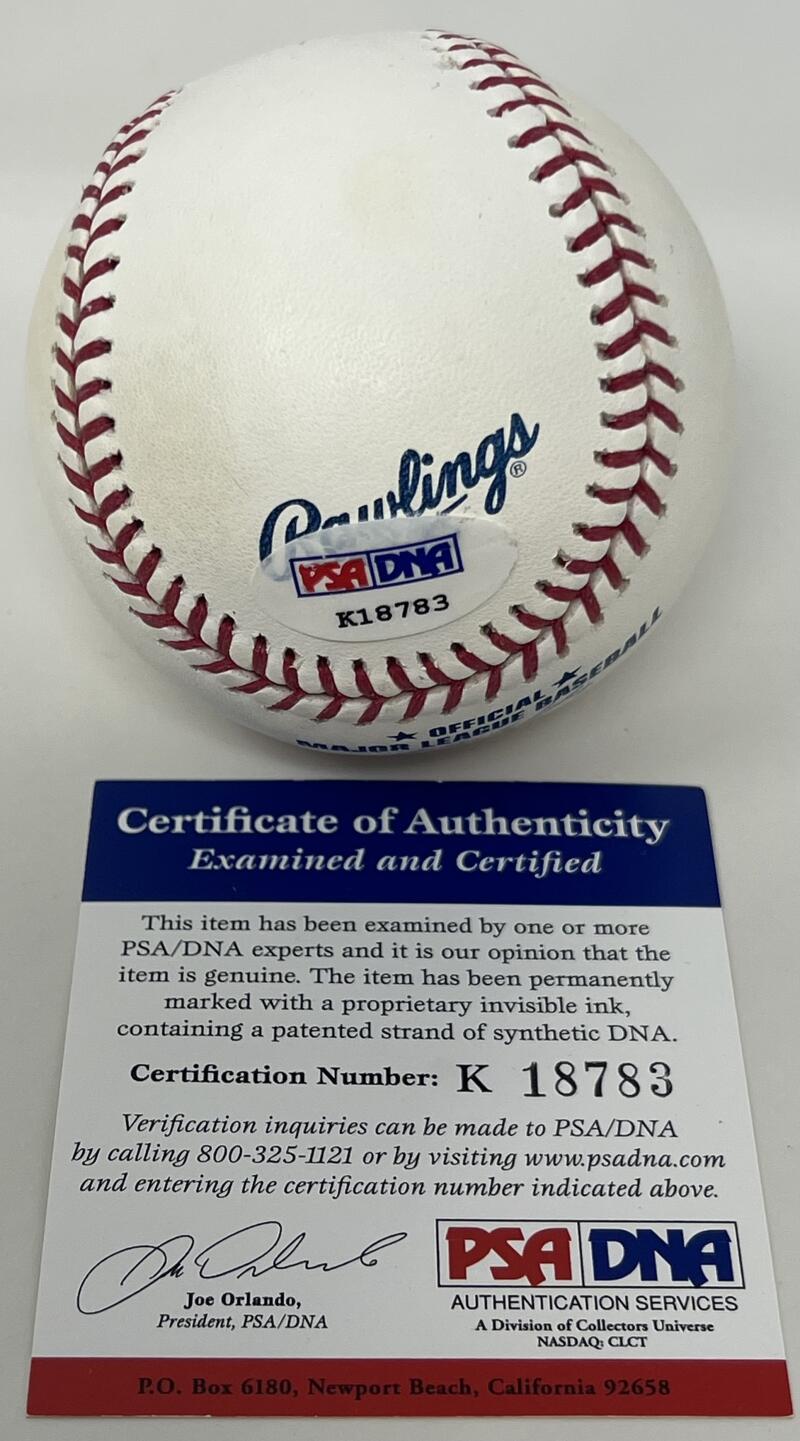 Rawlings®
PSA DNA
K18783
★ OFFICIAL ★
MAJOR LEAGUE BASEBALL
Certificate of Authenticity
Examined and Certified
This item has been examined by one or more
PSA/DNA experts and it is our opinion that the
item is genuine. The item has been permanently
marked with a proprietary invisible ink,
containing a patented strand of synthetic DNA.
Certification Number: K 18783
Verification inquiries can be made to PSA/DNA
by calling 800-325-1121 or by visiting www.psadna.com
and entering the certification number indicated above.
Joe Orlando,
President, PSA/DNA
PSA DNA
AUTHENTICATION SERVICES
A Division of Collectors Universe
NASDAQ: CLCT
P.O. Box 6180, Newport Beach, California 92658